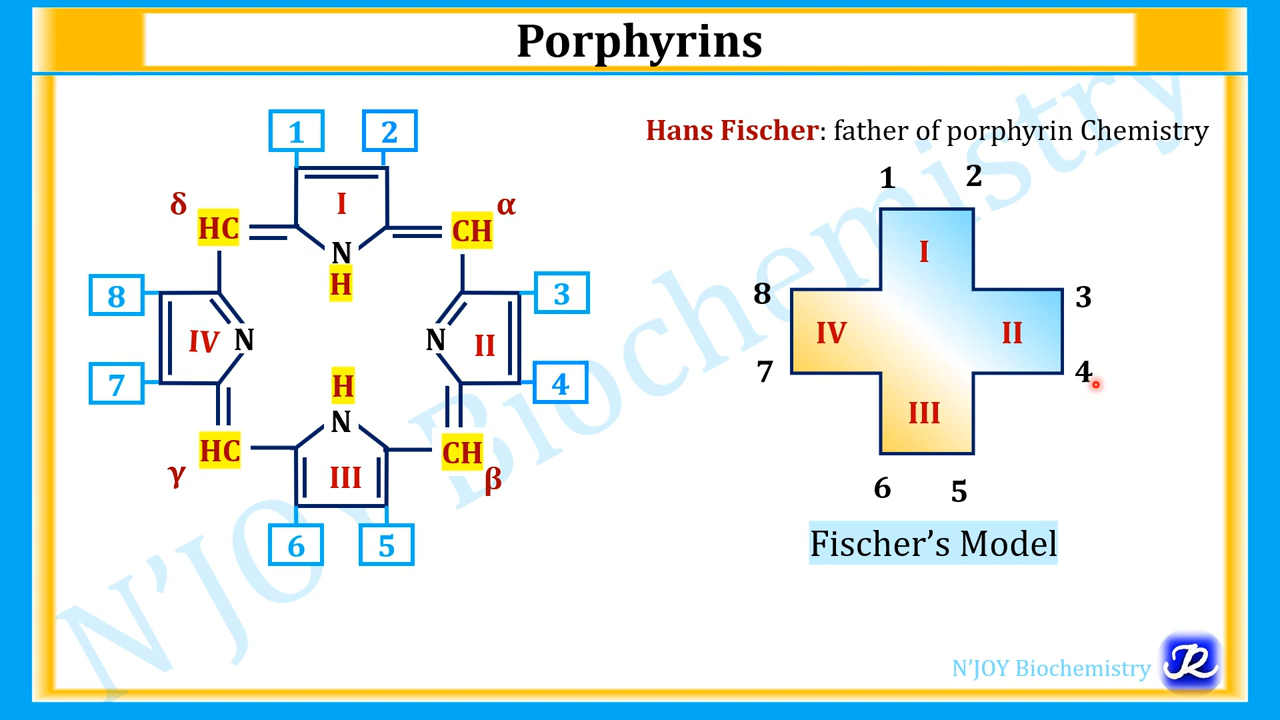 Porphyrins
Hans Fischer: father of porphyrin Chemistry
1 2
δ HC I CH α
N
H
8 IV N N II 3
7 4
H
N
γ HC III CH β
6 5
1 2
I
8 3
IV II
7 4
III
6 5
Fischer's Model
N'JOY Biochemistry
N'JOY Biochemistry